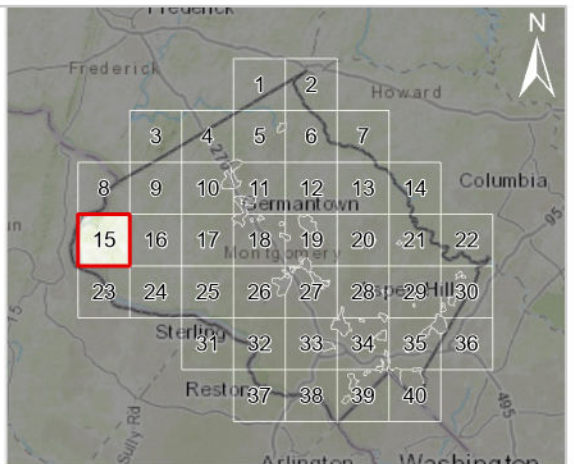 N
Frederick
Howard
1 2
3 4 5 6 7
270
8 9 10 11 12 13 14
Columbia
Germantown
95
15 16 17 18 19 20 21 22
Montgomery
23 24 25 26 27 28 29 30
Sterling
31 32 33 34 35 36
15
Reston
37 38 39 40
Sully Rd
495
Arlington Washington